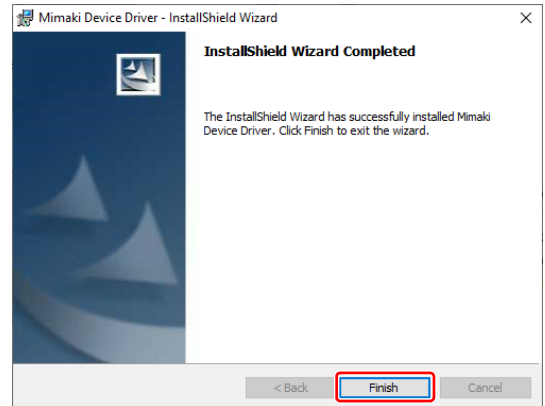 Mimaki Device Driver - InstallShield Wizard
InstallShield Wizard Completed
The InstallShield Wizard has successfully installed Mimaki
Device Driver. Click Finish to exit the wizard.
< Back
Finish
Cancel